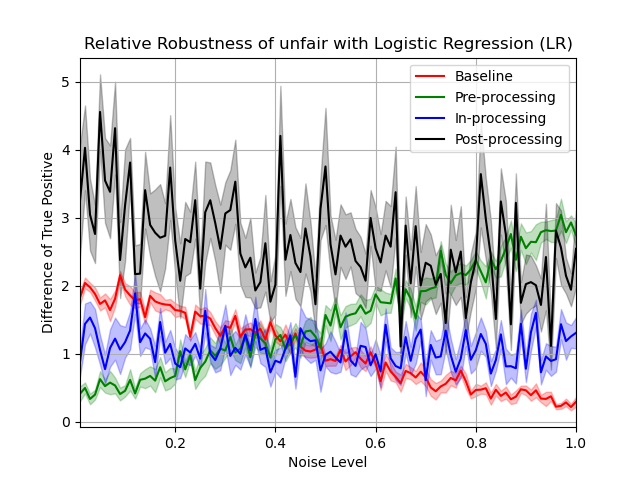 Relative Robustness of unfair with Logistic Regression (LR)
Baseline
Pre-processing
In-processing
Post-processing
Difference of True Positive
5
4
3
2
1
0
0.2 0.4 0.6 0.8 1.0
Noise Level